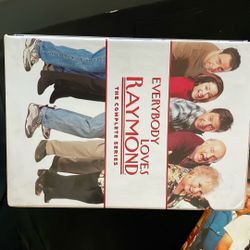 EVERYBODY
LOVES
RAYMOND
THE COMPLETE SERIES